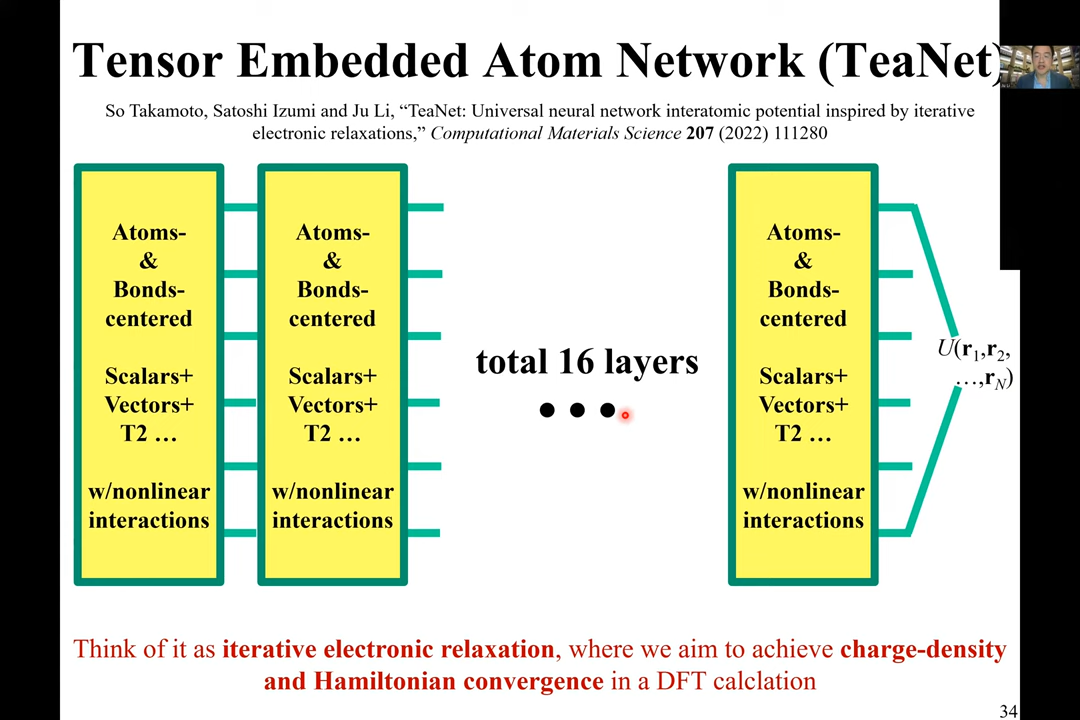 Tensor Embedded Atom Network (TeaNet)
So Takamoto, Satoshi Izumi and Ju Li, “TeaNet: Universal neural network interatomic potential inspired by iterative
electronic relaxations,” Computational Materials Science 207 (2022) 111280
Atoms-
&
Bonds-
centered
Scalars+
Vectors+
T2 …
w/nonlinear
interactions
Atoms-
&
Bonds-
centered
Scalars+
Vectors+
T2 …
w/nonlinear
interactions
total 16 layers
• • •
Atoms-
&
Bonds-
centered
Scalars+
Vectors+
T2 …
w/nonlinear
interactions
U(r1,r2,
…,rN)
Think of it as iterative electronic relaxation, where we aim to achieve charge-density
and Hamiltonian convergence in a DFT calclation
34